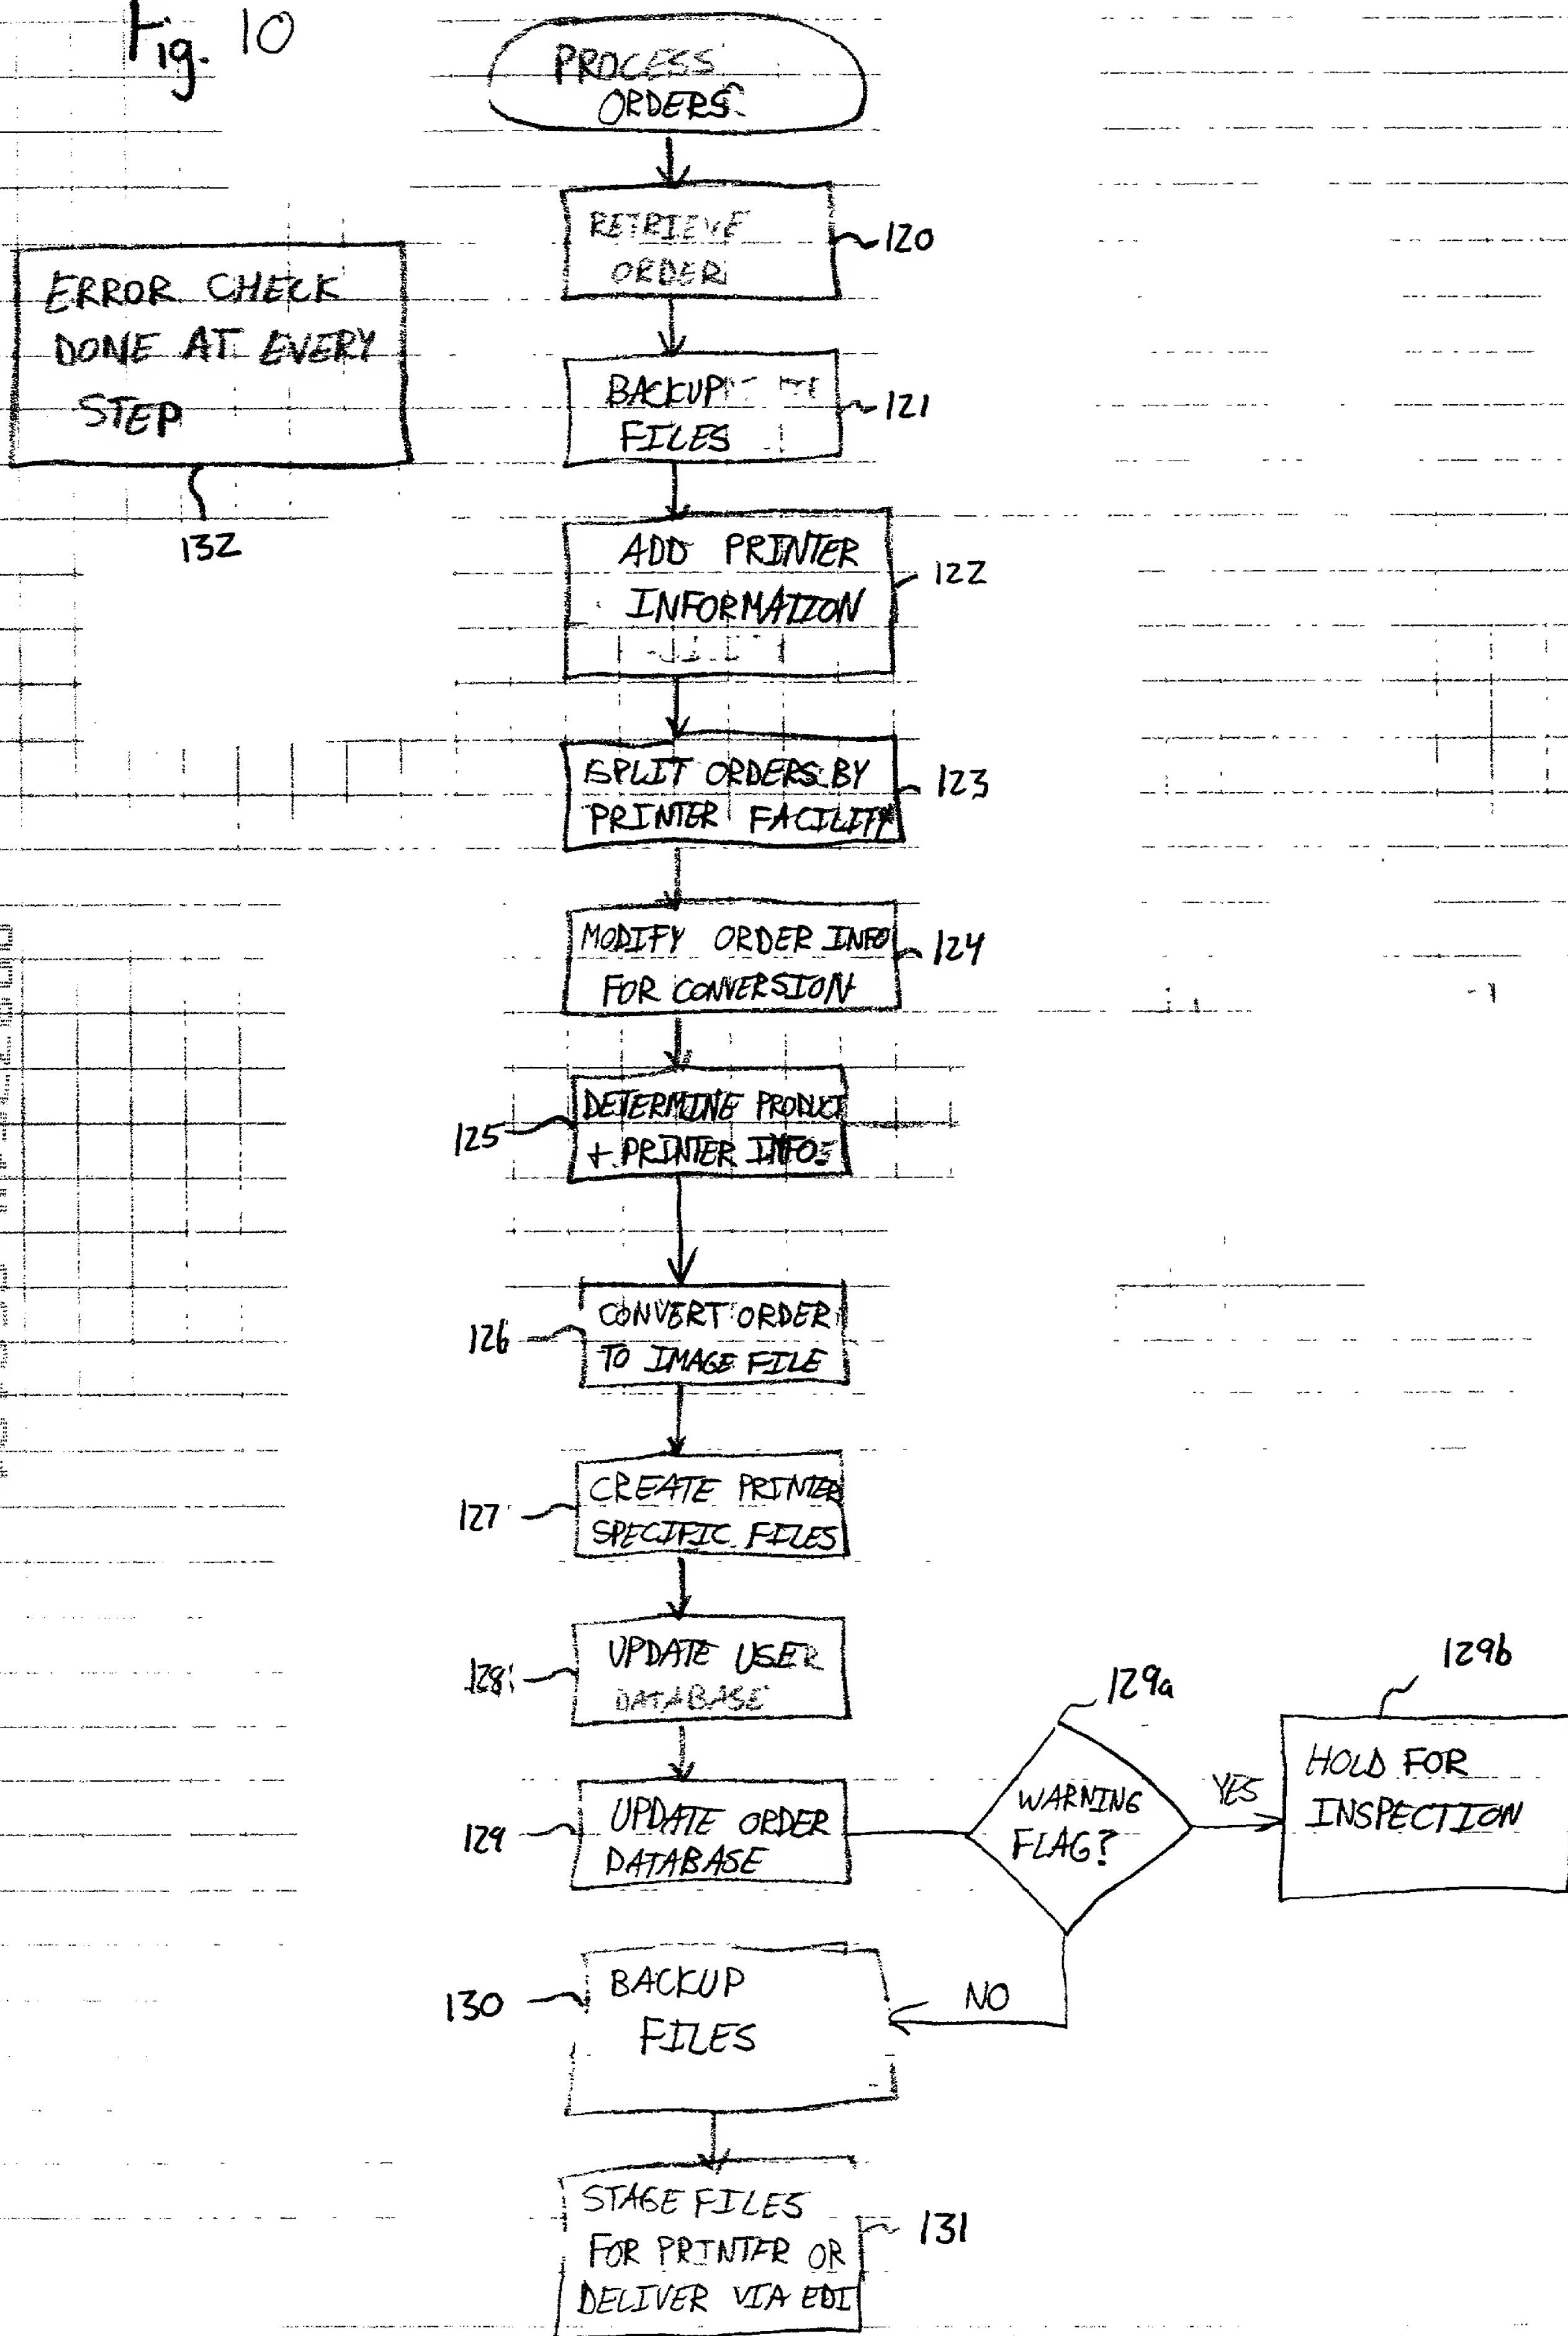 Fig. 10
PROCESS
ORDERS
RETRIEVE
ORDER
120
ERROR CHECK
DONE AT EVERY
STEP
132
BACKUP
FILES
121
ADD PRINTER
INFORMATION
122
SPLIT ORDERS BY
PRINTER FACILITY
123
MODIFY ORDER INFO
FOR CONVERSION
124
DETERMINE PRODUCT
+ PRINTER INFO
125
CONVERT ORDER
TO IMAGE FILE
126
CREATE PRINTER
SPECIFIC FILES
127
UPDATE USER
DATABASE
128
UPDATE ORDER
DATABASE
129
WARNING
FLAG?
129a
YES
HOLD FOR
INSPECTION
129b
NO
BACKUP
FILES
130
STAGE FILES
FOR PRINTER OR
DELIVER VIA EDI
131